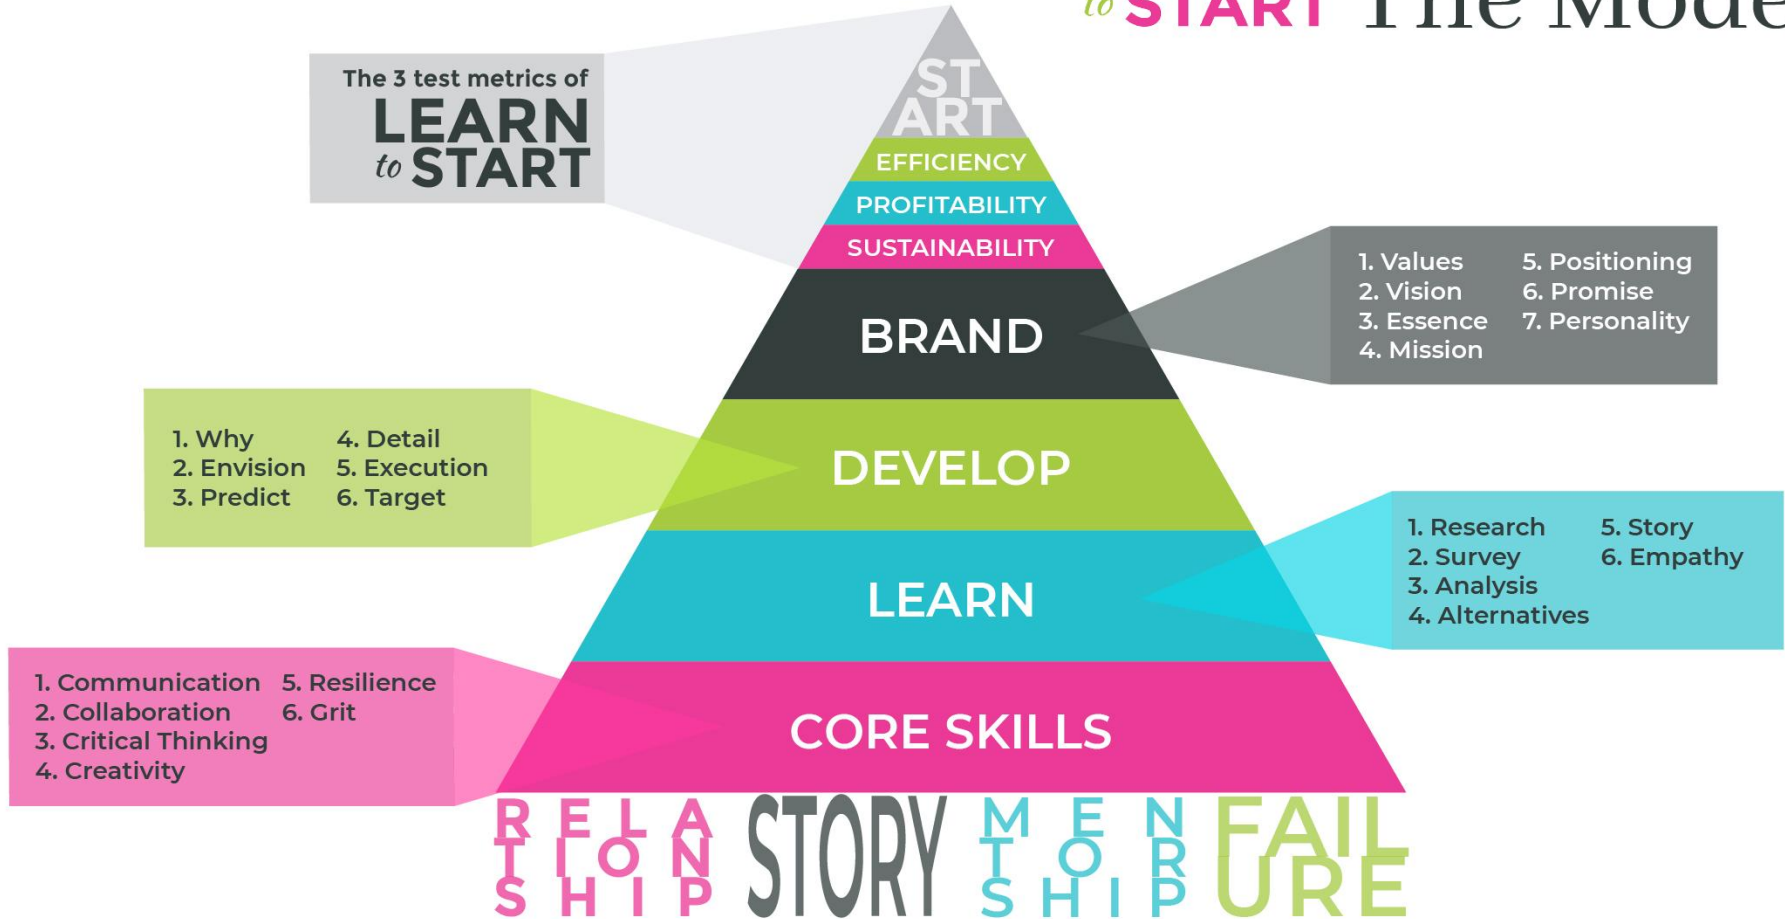 to START The Mode
The 3 test metrics of
LEARN
to START
ST
ART
EFFICIENCY
PROFITABILITY
SUSTAINABILITY
BRAND
1. Values
2. Vision
3. Essence
4. Mission
5. Positioning
6. Promise
7. Personality
DEVELOP
1. Why
2. Envision
3. Predict
4. Detail
5. Execution
6. Target
LEARN
1. Research
2. Survey
3. Analysis
4. Alternatives
5. Story
6. Empathy
CORE SKILLS
1. Communication
2. Collaboration
3. Critical Thinking
4. Creativity
5. Resilience
6. Grit
RELA
TION
SHIP
STORY
MEN
TOR
SHIP
FAIL
URE